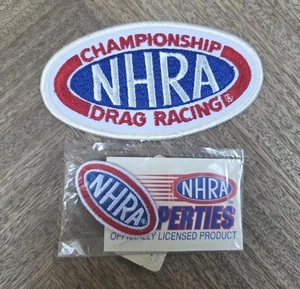 CHAMPIONSHIP
NHRA
DRAG RACING ®
NHRA
NHRA
PERTIES
OFFICIALLY LICENSED PRODUCT